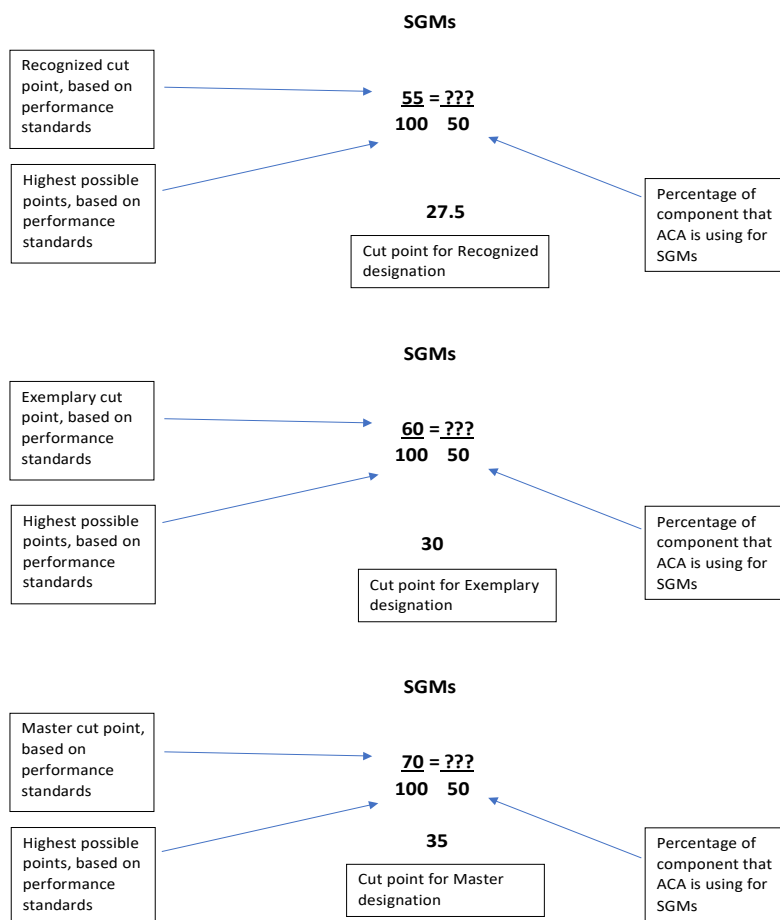 SGMs
Recognized cut
point, based on
performance
standards
55 = ???
100 50
Highest possible
points, based on
performance
standards
Percentage of
component that
ACA is using for
SGMs
27.5
Cut point for Recognized
designation
SGMs
Exemplary cut
point, based on
performance
standards
60 = ???
100 50
Highest possible
points, based on
performance
standards
Percentage of
component that
ACA is using for
SGMs
30
Cut point for Exemplary
designation
SGMs
Master cut point,
based on
performance
standards
70 = ???
100 50
Highest possible
points, based on
performance
standards
Percentage of
component that
ACA is using for
SGMs
35
Cut point for Master
designation